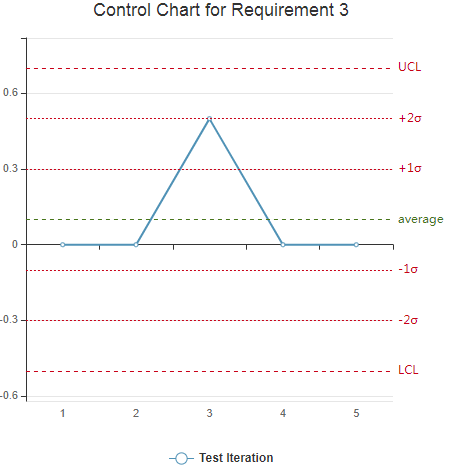 Control Chart for Requirement 3
UCL
0.6
+2σ
0.3
+1σ
average
0
-1σ
-0.3
-2σ
LCL
-0.6
1 2 3 4 5
Test Iteration